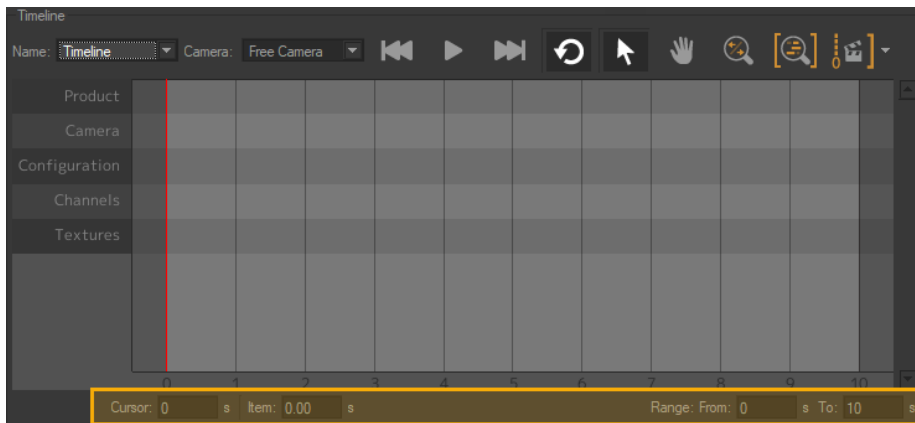 Timeline
Name: Timeline Camera: Free Camera
Product
Camera
Configuration
Channels
Textures
0 1 2 3 4 5 6 7 8 9 10
Cursor: 0 s Item: 0.00 s Range: From: 0 s To: 10 s